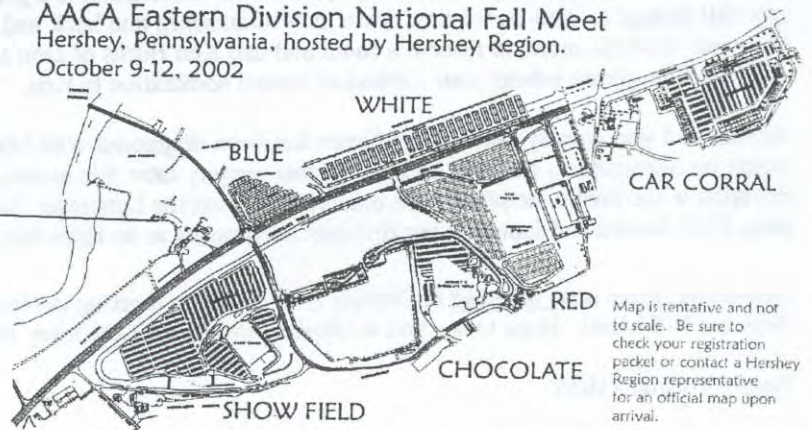 AACA Eastern Division National Fall Meet
Hershey, Pennsylvania, hosted by Hershey Region.
October 9-12, 2002
WHITE
BLUE
CAR CORRAL
RED
CHOCOLATE
SHOW FIELD
Map is tentative and not
to scale. Be sure to
check your registration
packet or contact a Hershey
Region representative
for an official map upon
arrival.